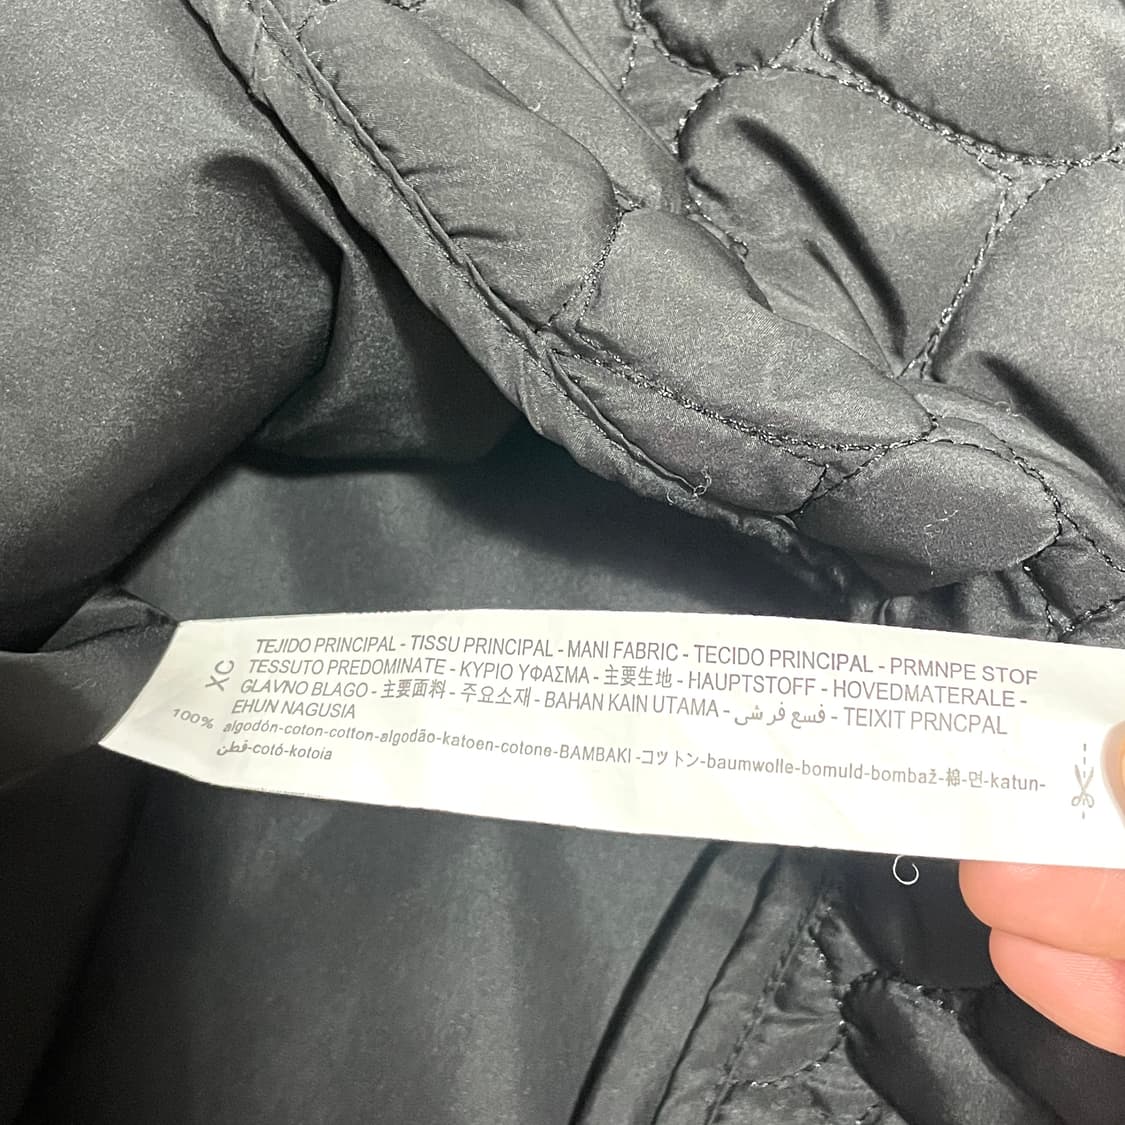 XC
TEJIDO PRINCIPAL - TISSU PRINCIPAL - MANI FABRIC - TECIDO PRINCIPAL - PRMNPE STOF
TESSUTO PREDOMINATE - ΚΥΡΙΟ ΥΦΑΣΜΑ - 主要生地 - HAUPTSTOFF - HOVEDMATERALE -
GLAVNO BLAGO - 主要面料 - 주요소재 - BAHAN KAIN UTAMA - فسع فر شى - TEIXIT PRNCPAL
EHUN NAGUSIA
100% algodón-coton-cotton-algodão-katoen-cotone-BAMBAKI-コットン-baumwolle-bomuld-bombaž-棉-면-katun-
قطن-cotó-kotoia